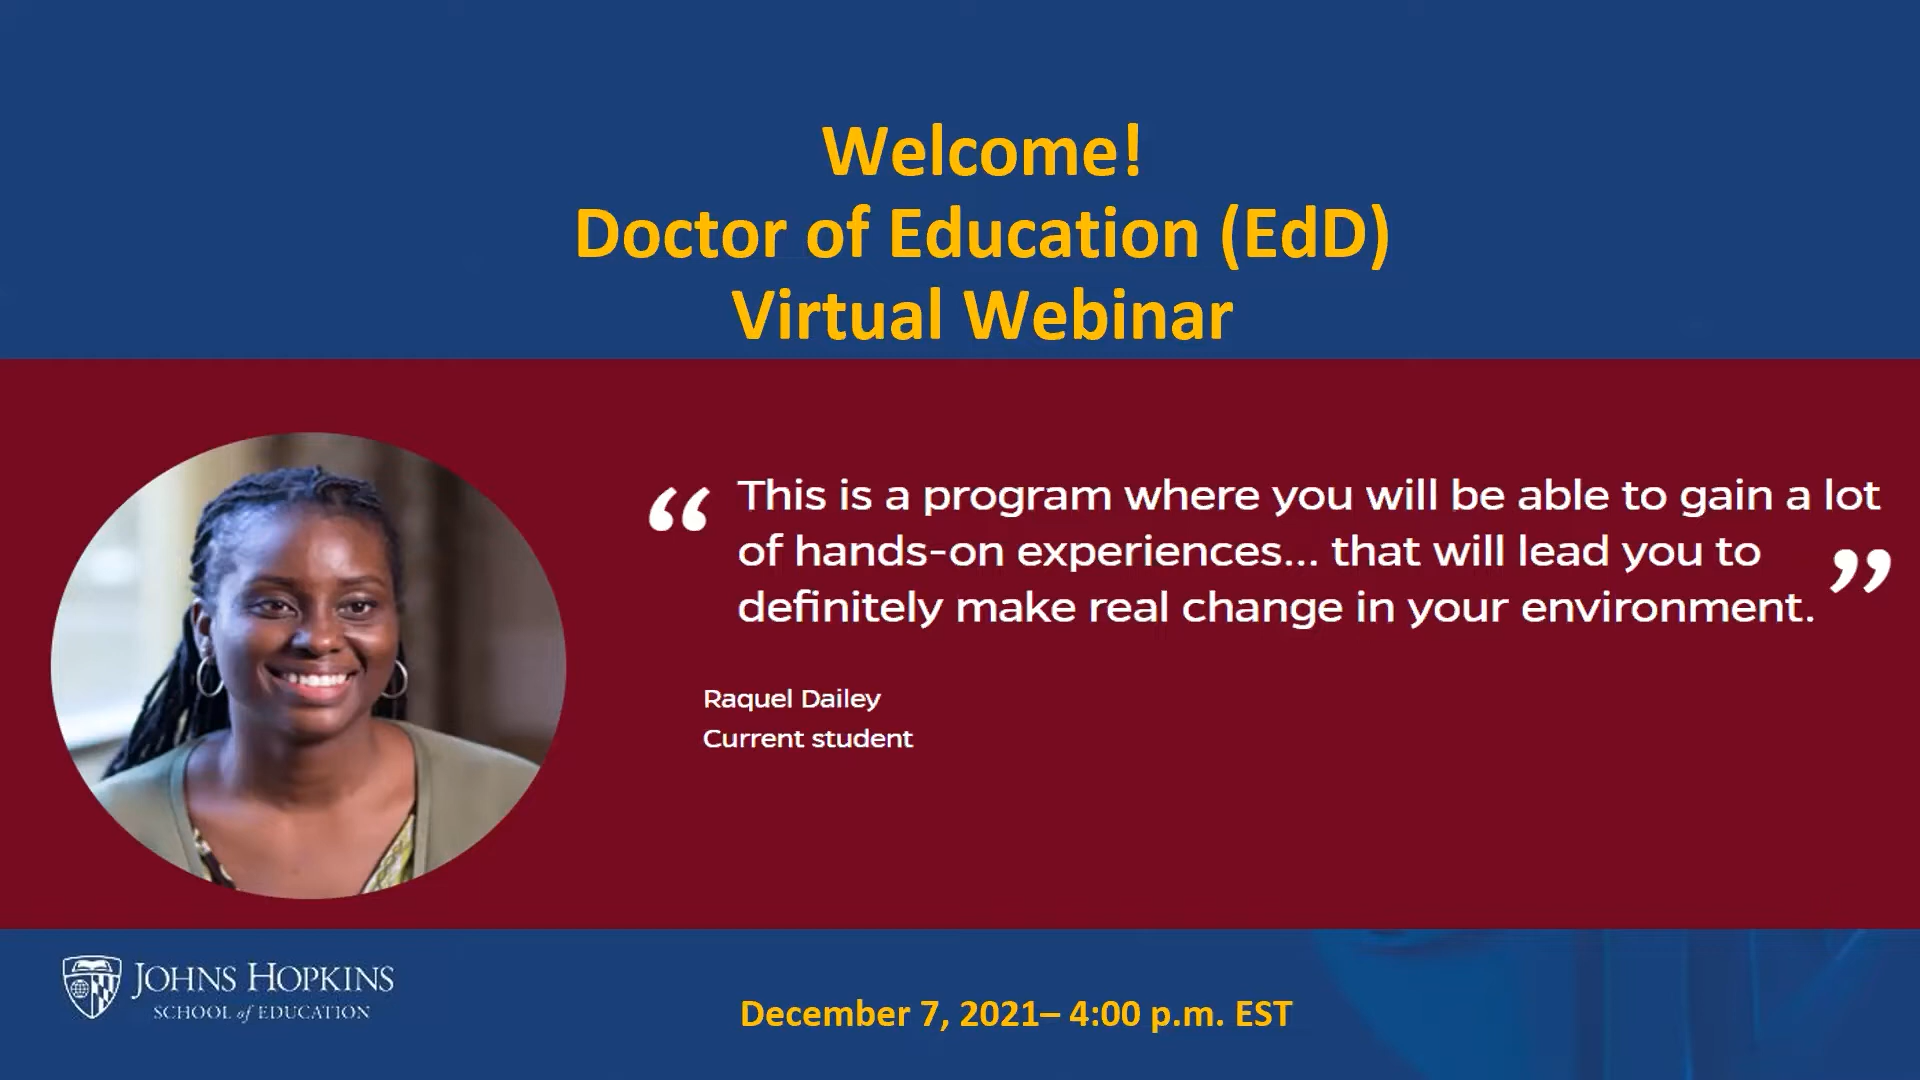 Welcome!
Doctor of Education (EdD)
Virtual Webinar
“ This is a program where you will be able to gain a lot
of hands-on experiences... that will lead you to
definitely make real change in your environment. ”
Raquel Dailey
Current student
JOHNS HOPKINS
SCHOOL of EDUCATION
December 7, 2021– 4:00 p.m. EST